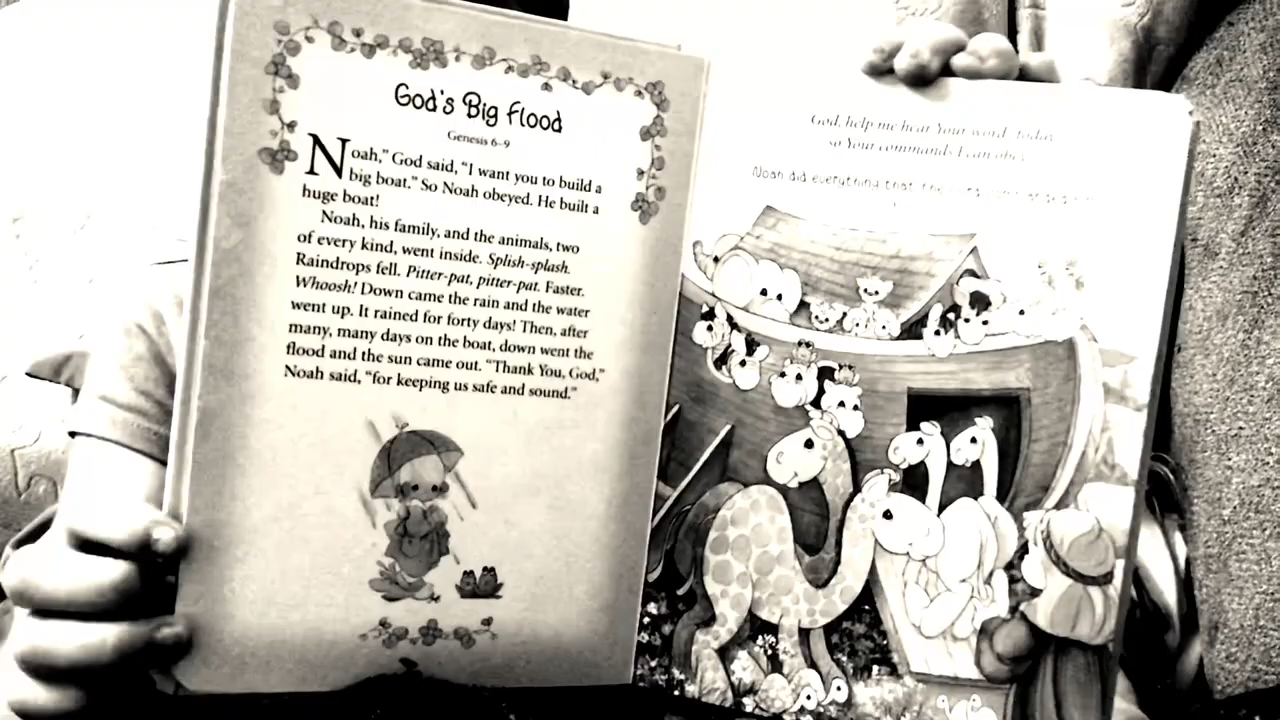 God's Big Flood
Genesis 6–9
Noah," God said, "I want you to build a
big boat." So Noah obeyed. He built a
huge boat!
Noah, his family, and the animals, two
of every kind, went inside. Splish-splash.
Raindrops fell. Pitter-pat, pitter-pat. Faster.
Whoosh! Down came the rain and the water
went up. It rained for forty days! Then, after
many, many days on the boat, down went the
flood and the sun came out. "Thank You, God,"
Noah said, "for keeping us safe and sound."
God, help me hear Your word today
so Your commands I can obey.
Noah did everything that the